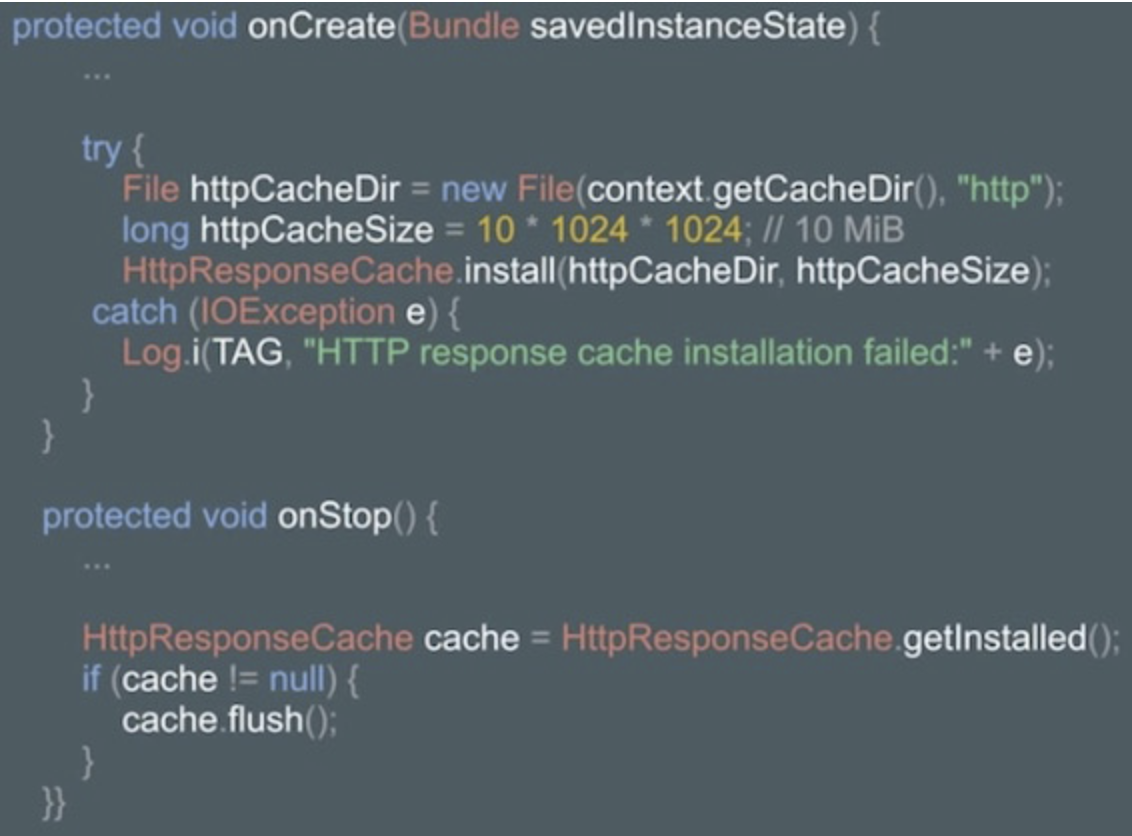 protected void onCreate(Bundle savedInstanceState) {
...
try {
File httpCacheDir = new File(context.getCacheDir(), "http");
long httpCacheSize = 10 * 1024 * 1024; // 10 MiB
HttpResponseCache.install(httpCacheDir, httpCacheSize);
catch (IOException e) {
Log.i(TAG, "HTTP response cache installation failed:" + e);
}
}
protected void onStop() {
...
HttpResponseCache cache = HttpResponseCache.getInstalled();
if (cache != null) {
cache.flush();
}
}}